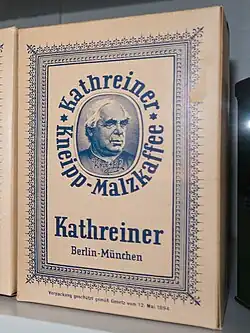 Kathreiner
Kneipp-Malzkaffee
Kathreiner
Berlin-München
Verpackung geschützt gemäß Gesetz vom 12. Mai 1894